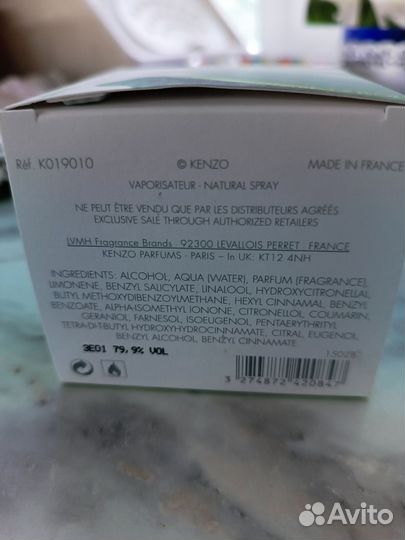 Réf. K019010 © KENZO MADE IN FRANCE
VAPORISATEUR - NATURAL SPRAY
NE PEUT ÊTRE VENDU QUE PAR LES DISTRIBUTEURS AGRÉÉS
EXCLUSIVE SALE THROUGH AUTHORIZED RETAILERS
LVMH Fragrance Brands . 92300 LEVALLOIS PERRET . FRANCE
KENZO PARFUMS - PARIS – In UK: KT12 4NH
INGREDIENTS: ALCOHOL, AQUA (WATER), PARFUM (FRAGRANCE),
LIMONENE, BENZYL SALICYLATE, LINALOOL, HYDROXYCITRONELLAL,
BUTYL METHOXYDIBENZOYLMETHANE, HEXYL CINNAMAL, BENZYL
BENZOATE, ALPHA-ISOMETHYL IONONE, CITRONELLOL, COUMARIN,
GERANIOL, FARNESOL, ISOEUGENOL, PENTAERYTHRITYL
TETRA-DI-T-BUTYL HYDROXYHYDROCINNAMATE, CITRAL, EUGENOL,
BENZYL ALCOHOL, BENZYL CINNAMATE
3E01 79,9% VOL
3 274872 420847
Avito